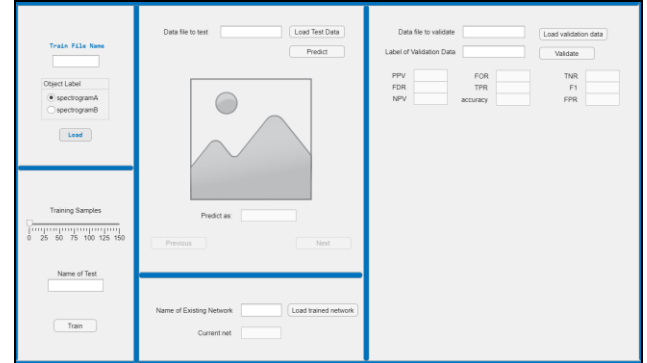 Train File Name
Object Label
spectrogramA
spectrogramB
Load
Training Samples
0 25 50 75 100 125 150
Name of Test
Train
Data file to test
Load Test Data
Predict
Predict as:
Previous
Next
Name of Existing Network
Load trained network
Current net
Data file to validate
Load validation data
Label of Validation Data
Validate
PPV FOR TNR
FDR TPR F1
NPV accuracy FPR